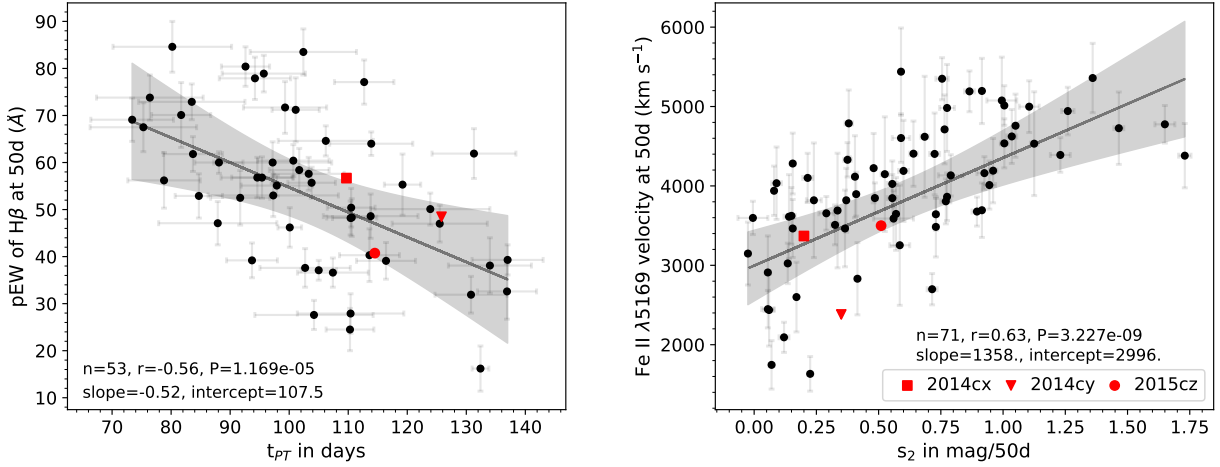 90
80
70
60
50
40
30
20
10
pEW of Hβ at 50d (Å)
n=53, r=-0.56, P=1.169e-05
slope=-0.52, intercept=107.5
70 80 90 100 110 120 130 140
t_PT in days
6000
5000
4000
3000
2000
Fe II λ5169 velocity at 50d (km s⁻¹)
n=71, r=0.63, P=3.227e-09
slope=1358., intercept=2996.
2014cx 2014cy 2015cz
0.00 0.25 0.50 0.75 1.00 1.25 1.50 1.75
s₂ in mag/50d